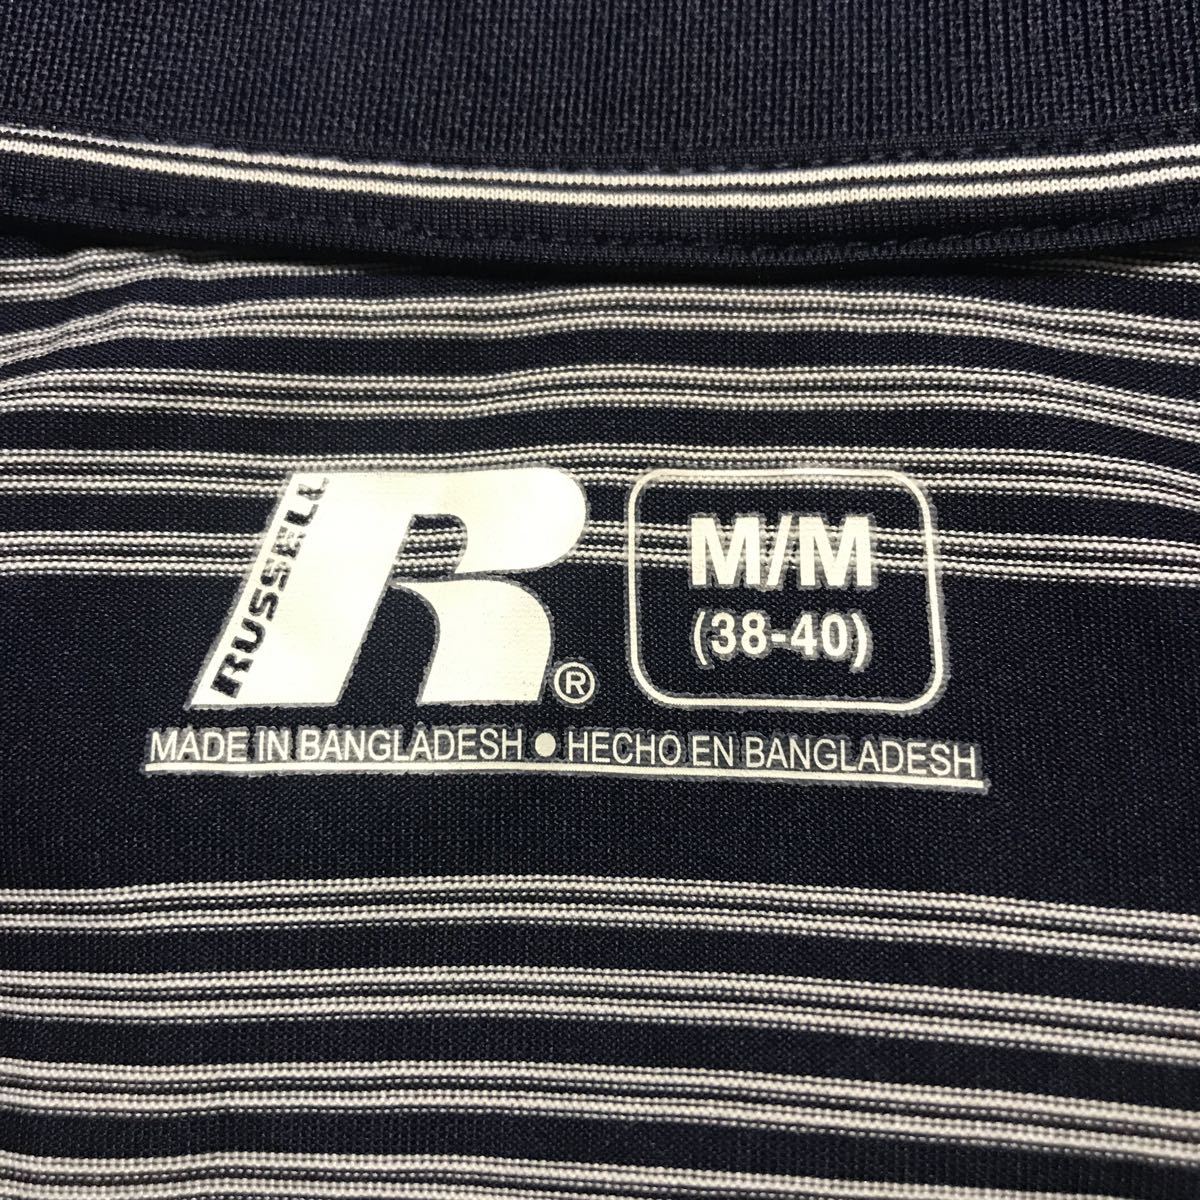 RUSSELL
R®
M/M
(38-40)
MADE IN BANGLADESH • HECHO EN BANGLADESH